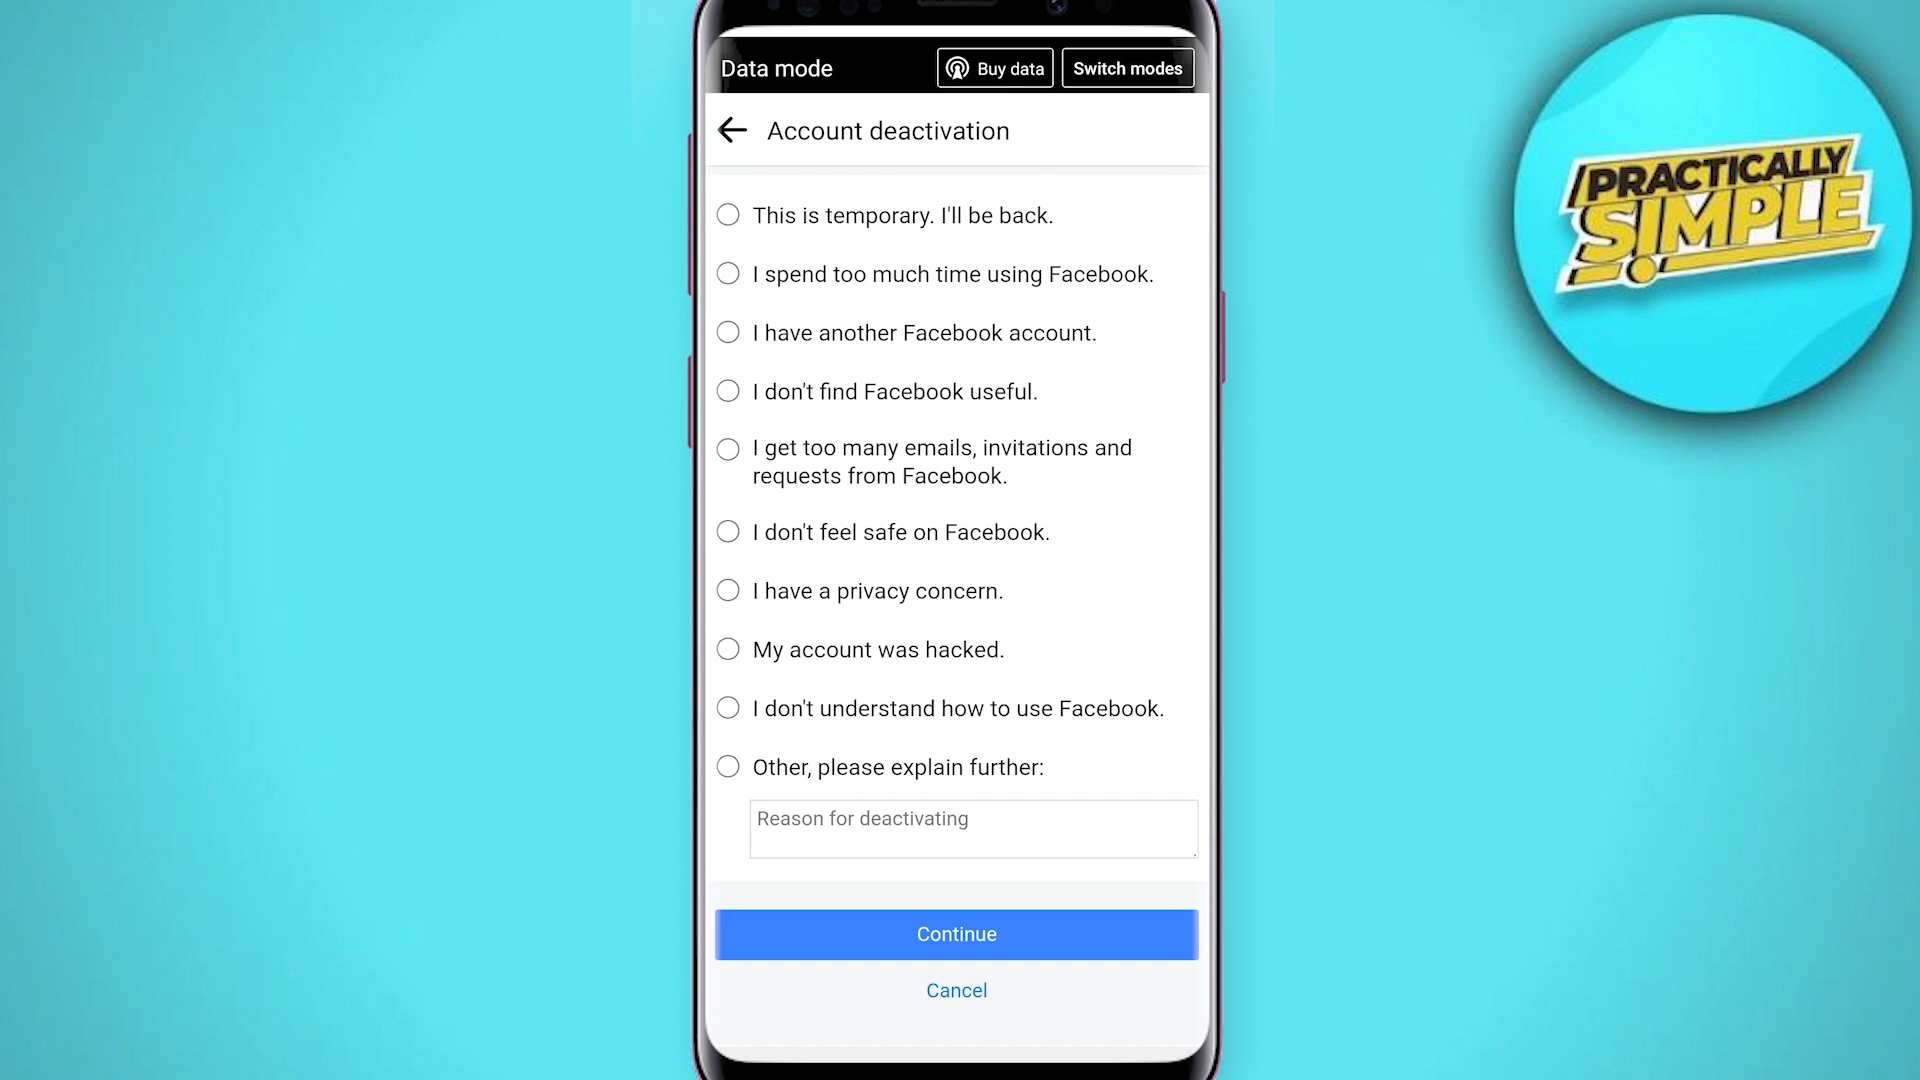 Data mode
Buy data
Switch modes
Account deactivation
This is temporary. I'll be back.
I spend too much time using Facebook.
I have another Facebook account.
I don't find Facebook useful.
I get too many emails, invitations and
requests from Facebook.
I don't feel safe on Facebook.
I have a privacy concern.
My account was hacked.
I don't understand how to use Facebook.
Other, please explain further:
Reason for deactivating
Continue
Cancel
PRACTICALLY
SIMPLE